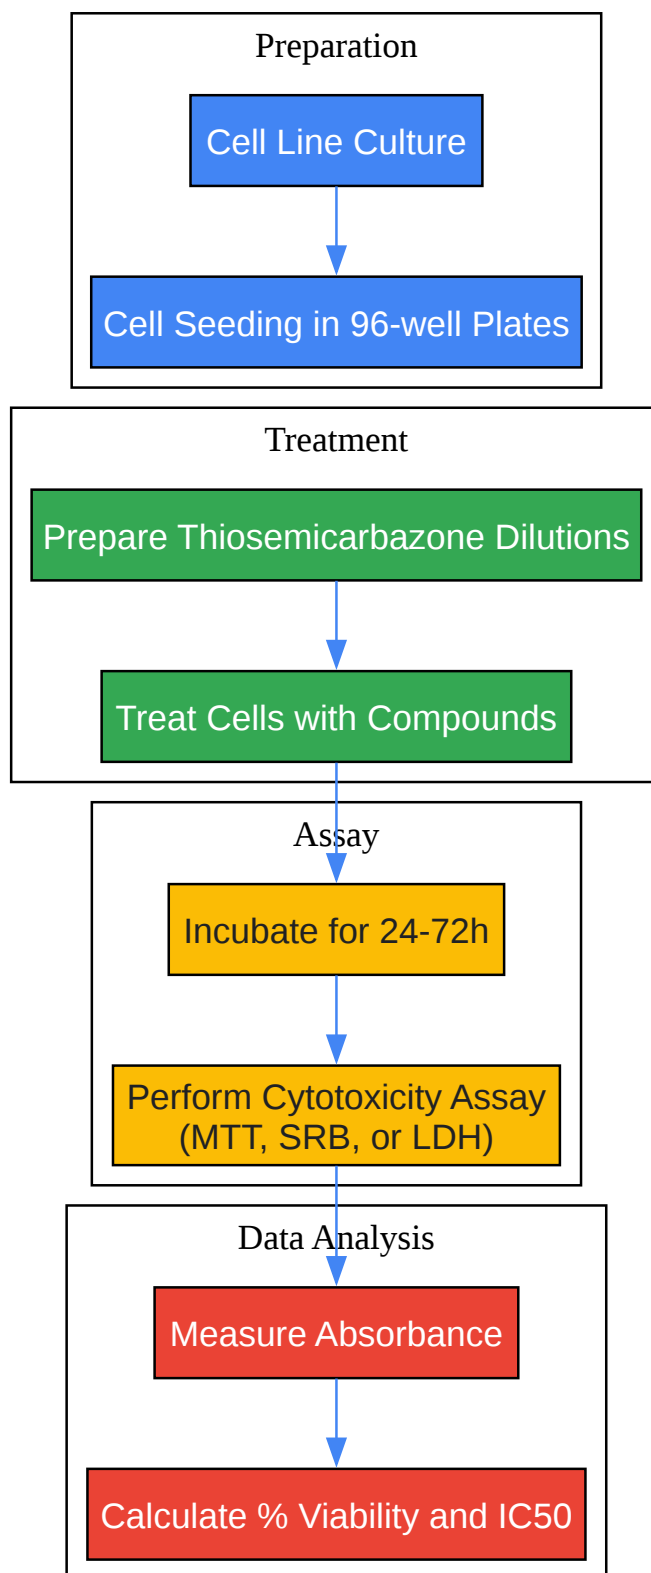 Preparation
Cell Line Culture
Cell Seeding in 96-well Plates
Treatment
Prepare Thiosemicarbazone Dilutions
Treat Cells with Compounds
Assay
Incubate for 24-72h
Perform Cytotoxicity Assay
(MTT, SRB, or LDH)
Data Analysis
Measure Absorbance
Calculate % Viability and IC50